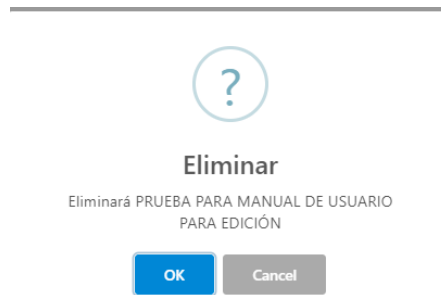 ?
Eliminar
Eliminará PRUEBA PARA MANUAL DE USUARIO
PARA EDICIÓN
OK Cancel